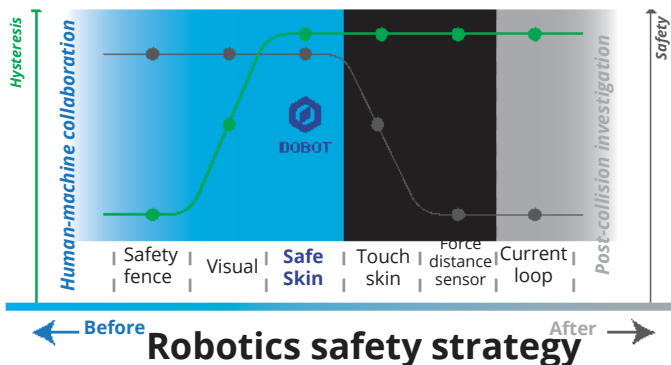 Hysteresis
Human-machine collaboration
DOBOT
Post-collision investigation
Safety
Safety
fence
Visual
Safe
Skin
Touch
skin
Force
distance
sensor
Current
loop
Before
Robotics safety strategy
After